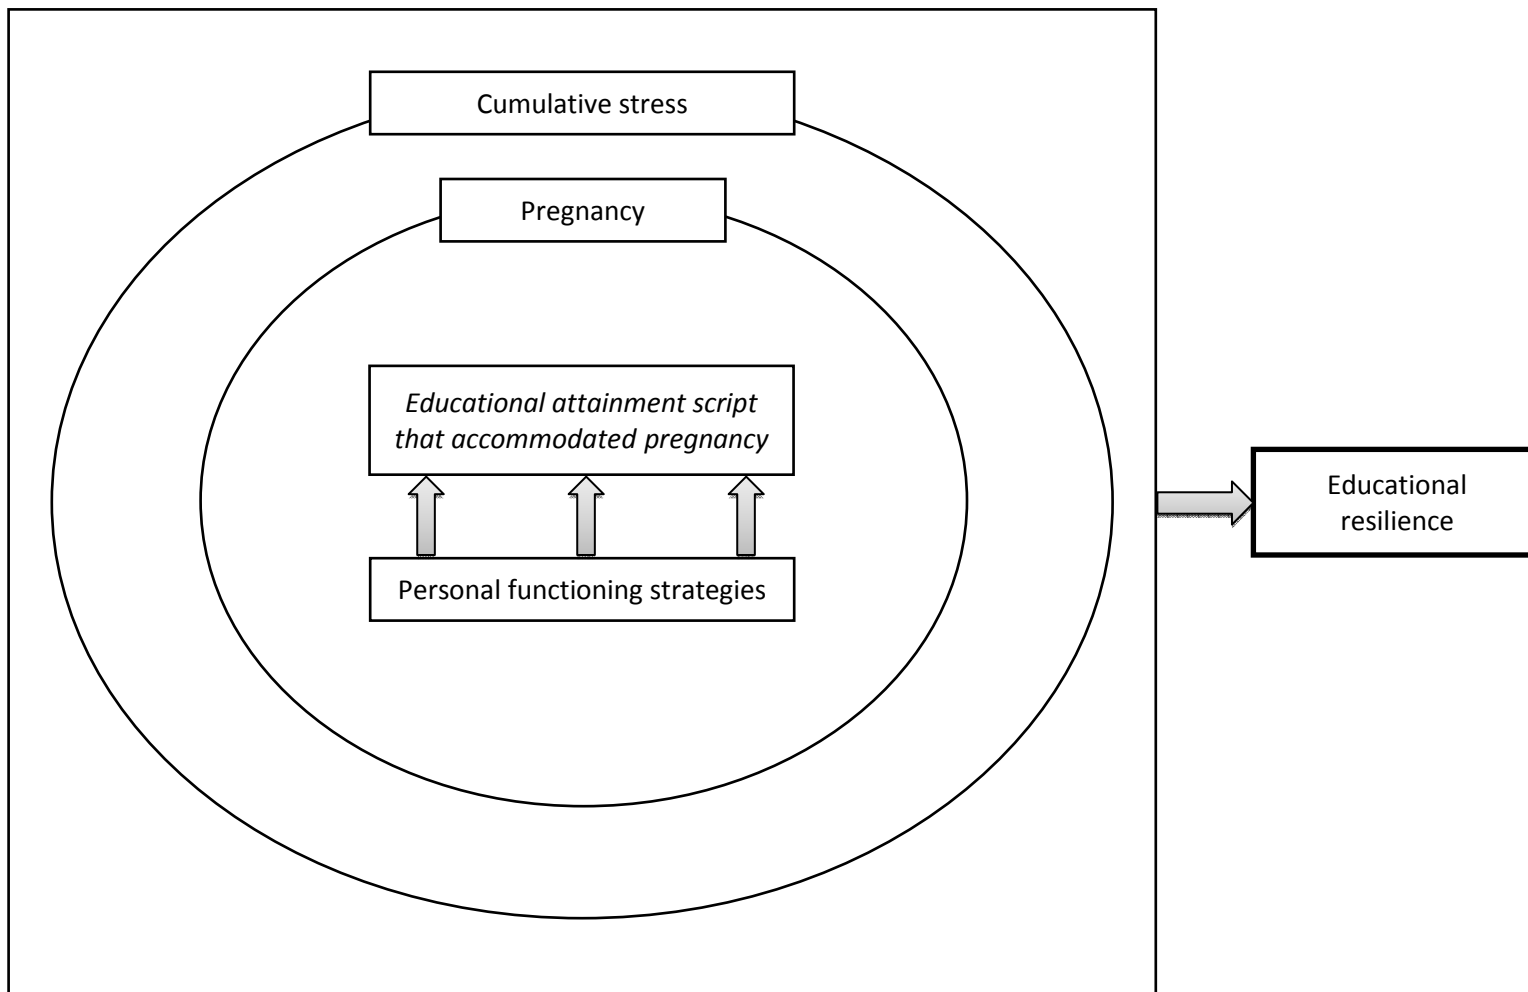 Cumulative stress
Pregnancy
Educational attainment script
that accommodated pregnancy
Personal functioning strategies
Educational
resilience